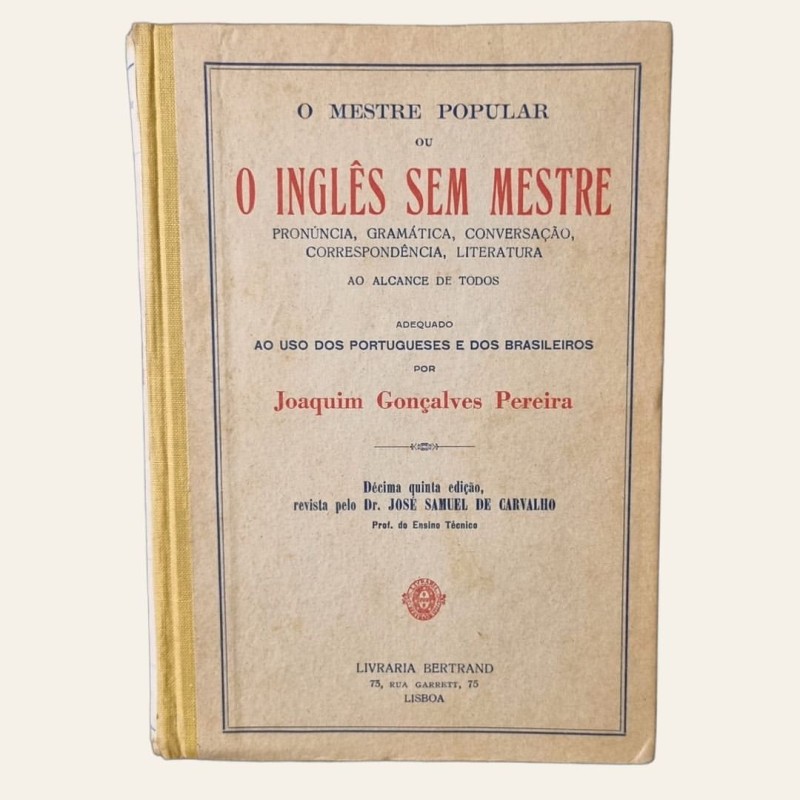 O MESTRE POPULAR
OU
O INGLÊS SEM MESTRE
PRONÚNCIA, GRAMÁTICA, CONVERSAÇÃO,
CORRESPONDÊNCIA, LITERATURA
AO ALCANCE DE TODOS
ADEQUADO
AO USO DOS PORTUGUESES E DOS BRASILEIROS
POR
Joaquim Gonçalves Pereira
Décima quinta edição,
revista pelo Dr. JOSÉ SAMUEL DE CARVALHO
Prof. do Ensino Técnico
LIVRARIA BERTRAND
73, RUA GARRETT, 75
LISBOA